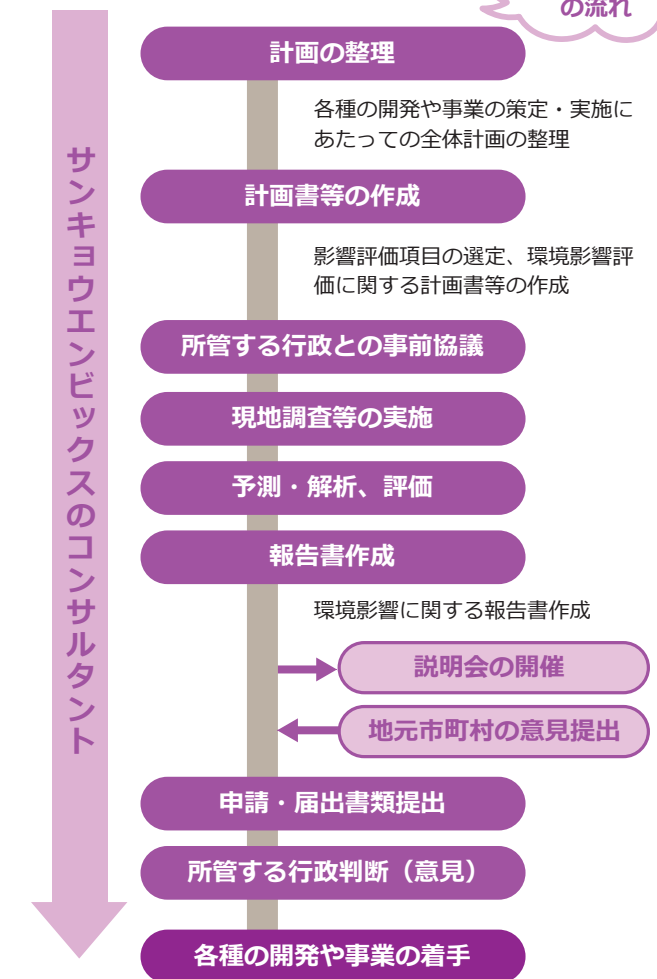 の流れ
計画の整理
各種の開発や事業の策定・実施に
あたっての全体計画の整理
計画書等の作成
影響評価項目の選定、環境影響評
価に関する計画書等の作成
所管する行政との事前協議
現地調査等の実施
予測・解析、評価
報告書作成
環境影響に関する報告書作成
説明会の開催
地元市町村の意見提出
申請・届出書類提出
所管する行政判断（意見）
各種の開発や事業の着手
サンキョウエンビックスのコンサルタント